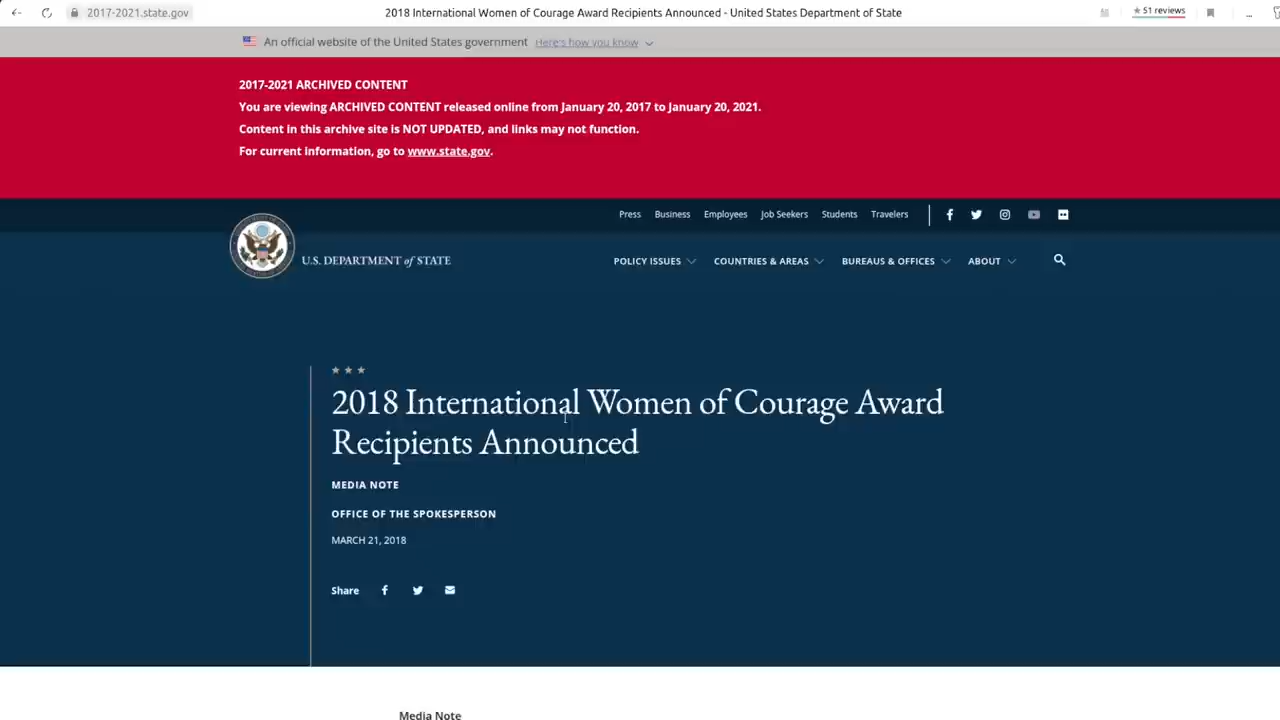 2017-2021.state.gov
2018 International Women of Courage Award Recipients Announced - United States Department of State
51 reviews
An official website of the United States government Here's how you know
2017-2021 ARCHIVED CONTENT
You are viewing ARCHIVED CONTENT released online from January 20, 2017 to January 20, 2021.
Content in this archive site is NOT UPDATED, and links may not function.
For current information, go to www.state.gov.
Press Business Employees Job Seekers Students Travelers
U.S. DEPARTMENT of STATE
POLICY ISSUES COUNTRIES & AREAS BUREAUS & OFFICES ABOUT
2018 International Women of Courage Award
Recipients Announced
MEDIA NOTE
OFFICE OF THE SPOKESPERSON
MARCH 21, 2018
Share
Media Note